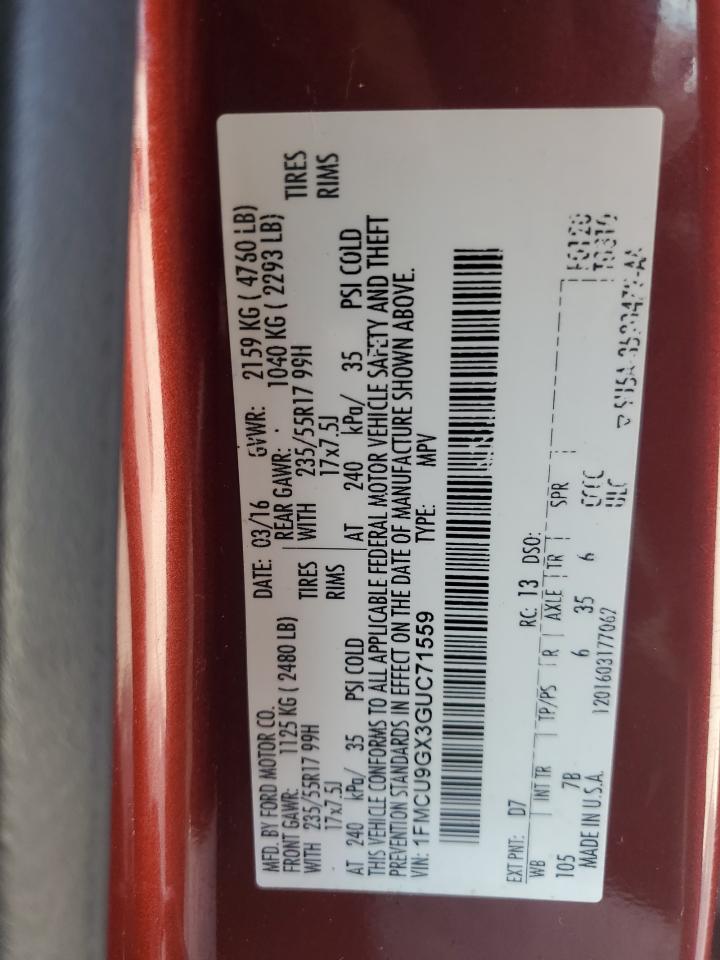 MFD. BY FORD MOTOR CO.
DATE: 03/16 GVWR: 2159 KG ( 4760 LB)
FRONT GAWR: 1125 KG ( 2480 LB) REAR GAWR: 1040 KG ( 2293 LB)
WITH 235/55R17 99H TIRES WITH 235/55R17 99H TIRES
17x7.5J RIMS 17x7.5J RIMS
AT 240 kPa/ 35 PSI COLD AT 240 kPa/ 35 PSI COLD
THIS VEHICLE CONFORMS TO ALL APPLICABLE FEDERAL MOTOR VEHICLE SAFETY AND THEFT
PREVENTION STANDARDS IN EFFECT ON THE DATE OF MANUFACTURE SHOWN ABOVE.
VIN: 1FMCU9GX3GUC71559 TYPE: MPV
EXT PNT: D7 RC: 13 DSO:
WB INT TR TP/PS R AXLE TR SPR
105 7B 6 35 6
MADE IN U.S.A. 1201603177062